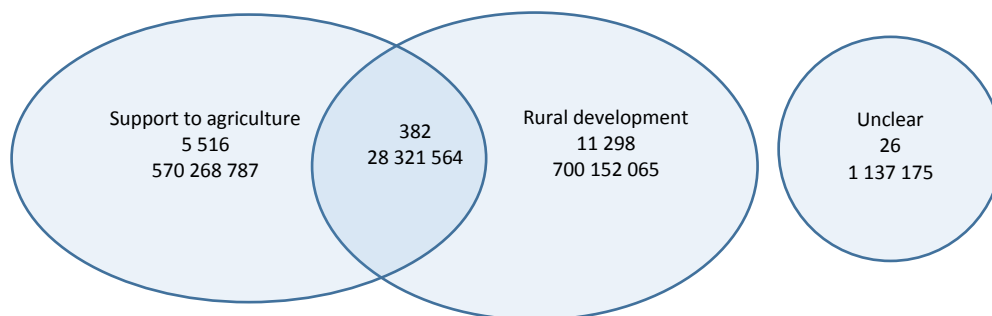 Support to agriculture
5 516
570 268 787
382
28 321 564
Rural development
11 298
700 152 065
Unclear
26
1 137 175